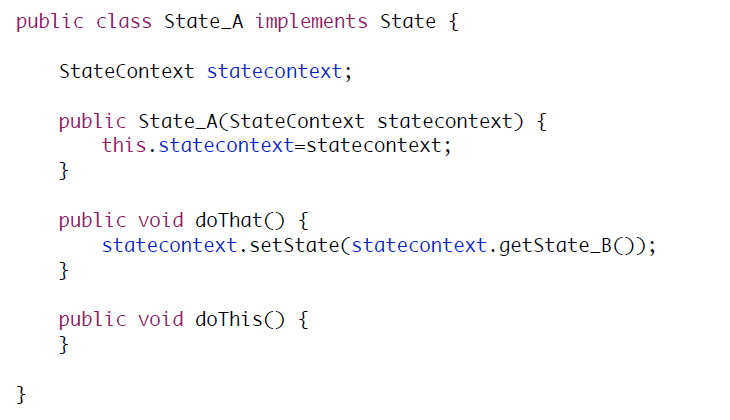 public class State_A implements State {
StateContext statecontext;
public State_A(StateContext statecontext) {
this.statecontext=statecontext;
}
public void doThat() {
statecontext.setState(statecontext.getState_B());
}
public void doThis() {
}
}